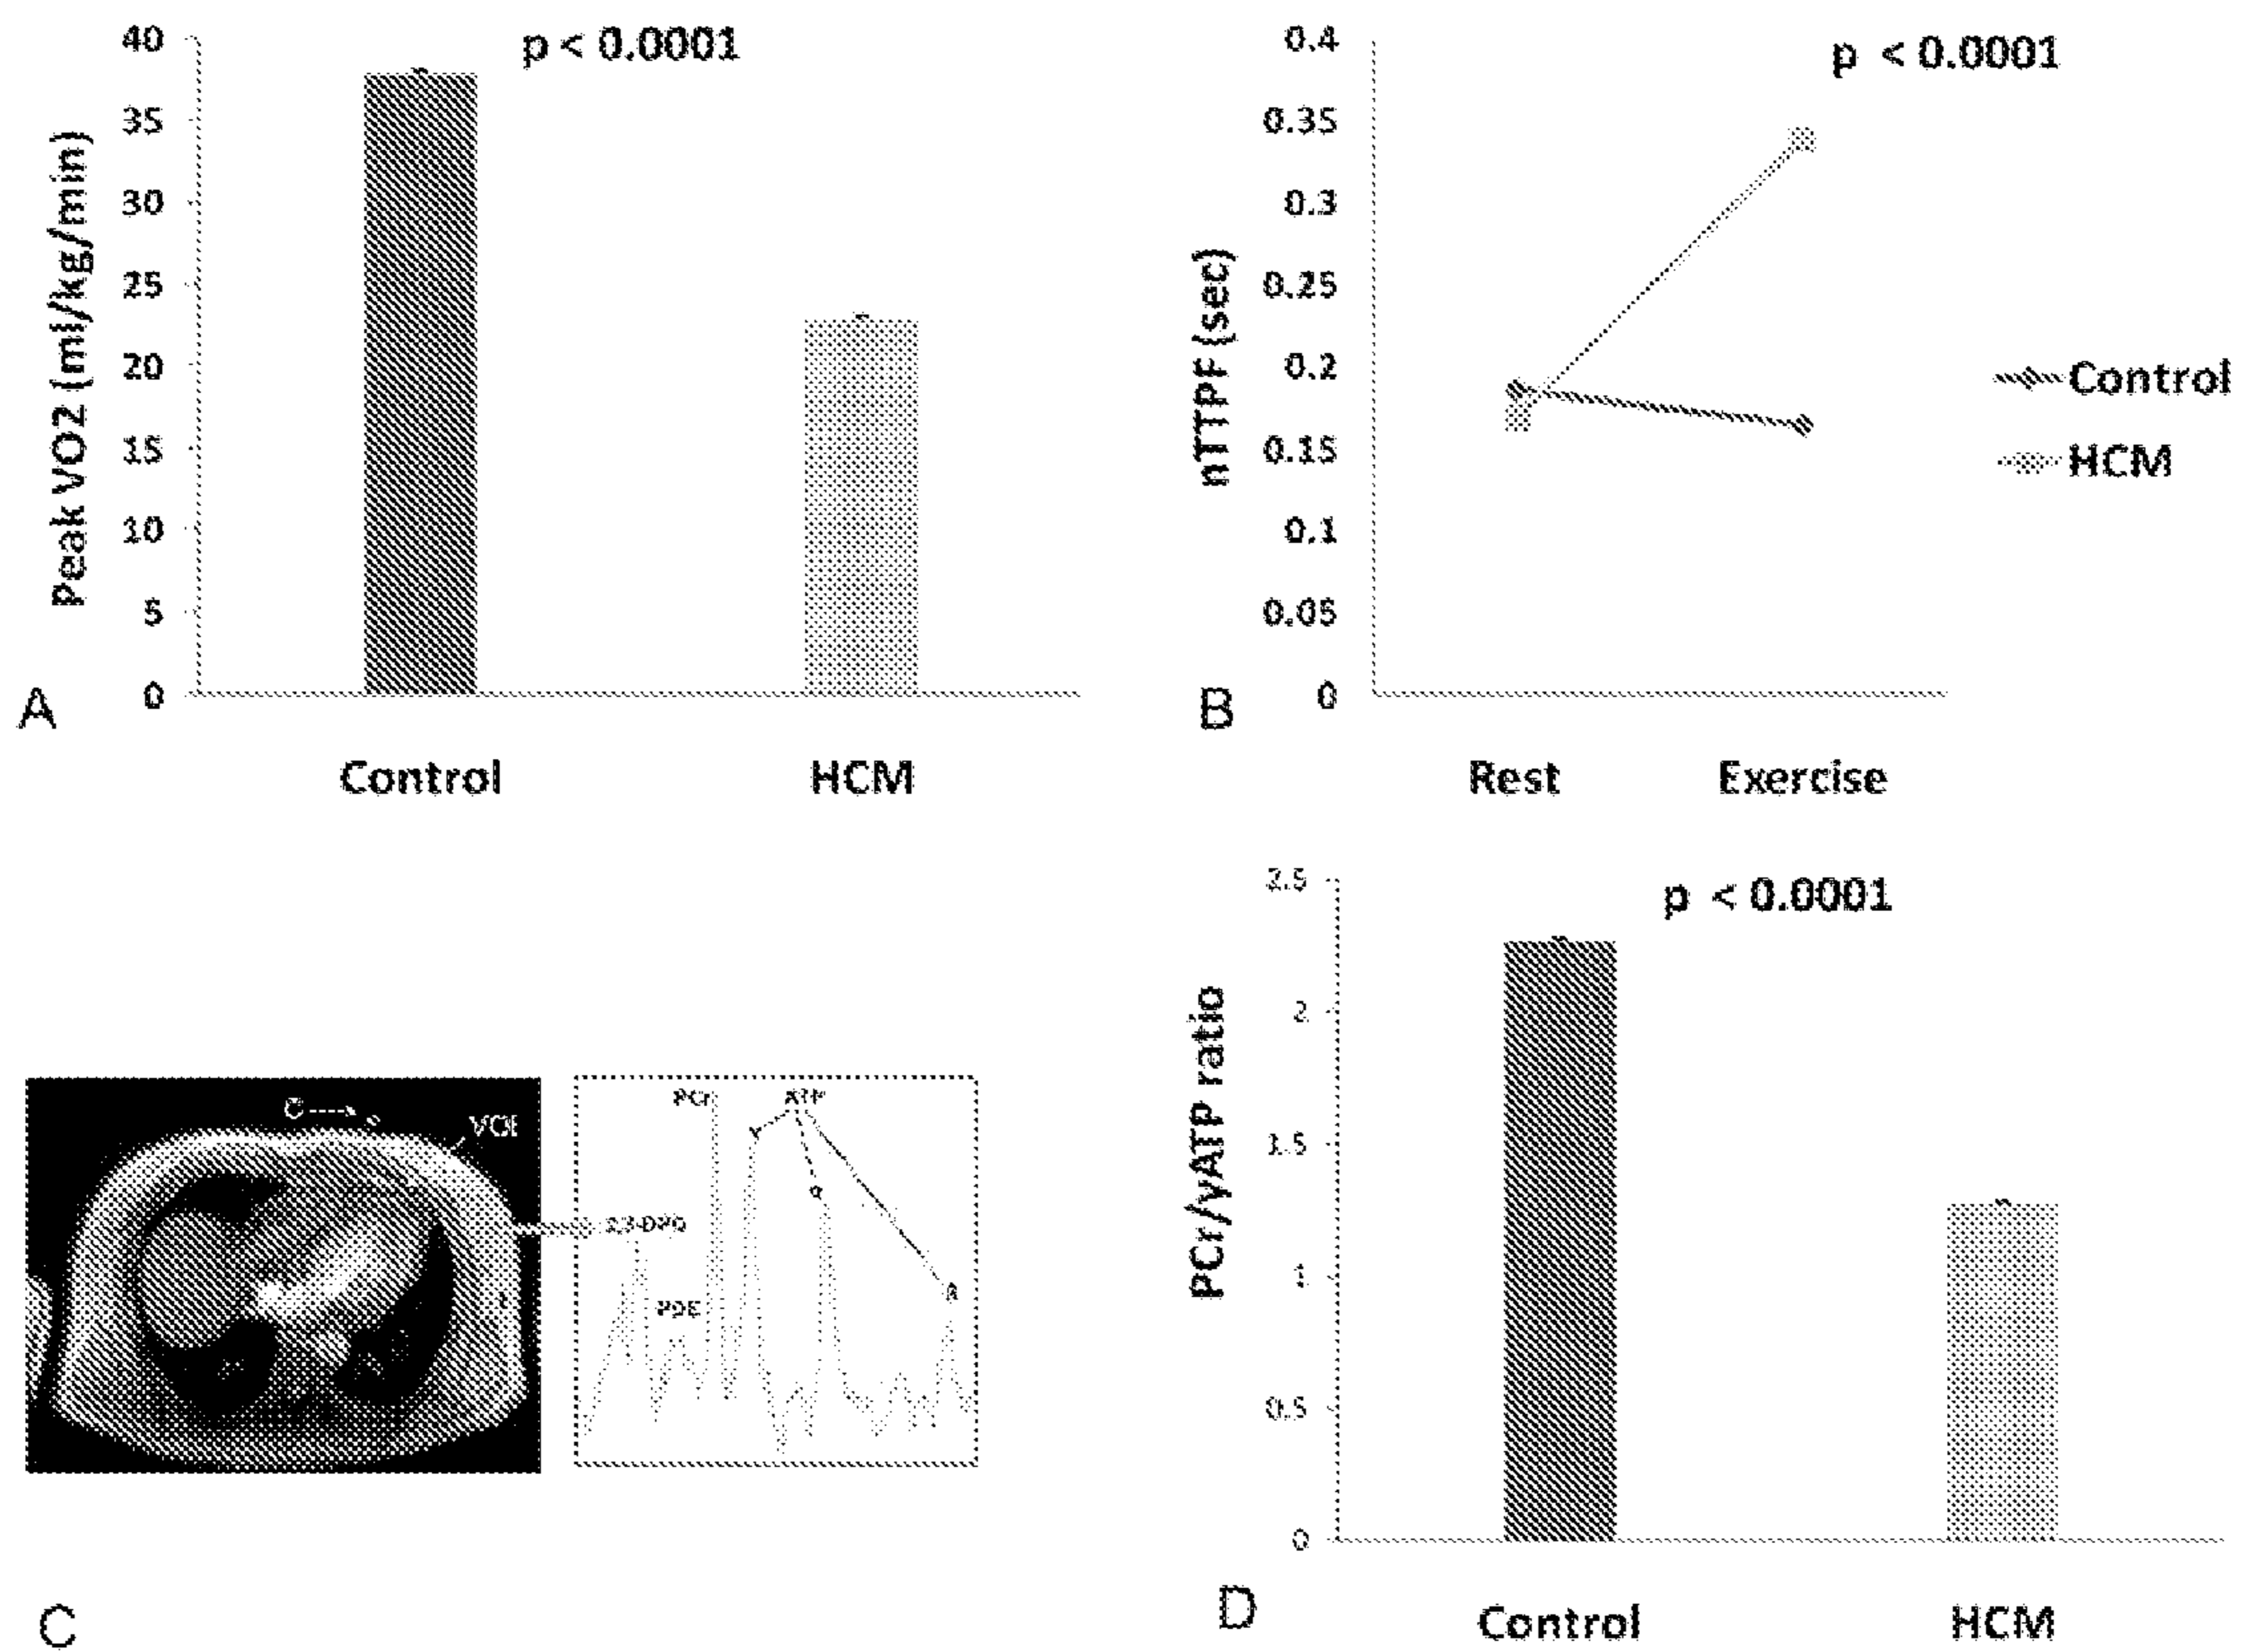 p < 0.0001
Peak VO2 (ml/kg/min)
40
35
30
25
20
15
10
5
0
A
Control HCM
p < 0.0001
nTTPF (sec)
0.4
0.35
0.3
0.25
0.2
0.15
0.1
0.05
0
Control
HCM
B
Rest Exercise
VOI
PCr
ATP
2,3-DPG
PDE
γ
α
β
C
p < 0.0001
PCr/γATP ratio
2.5
2
1.5
1
0.5
0
D
Control HCM